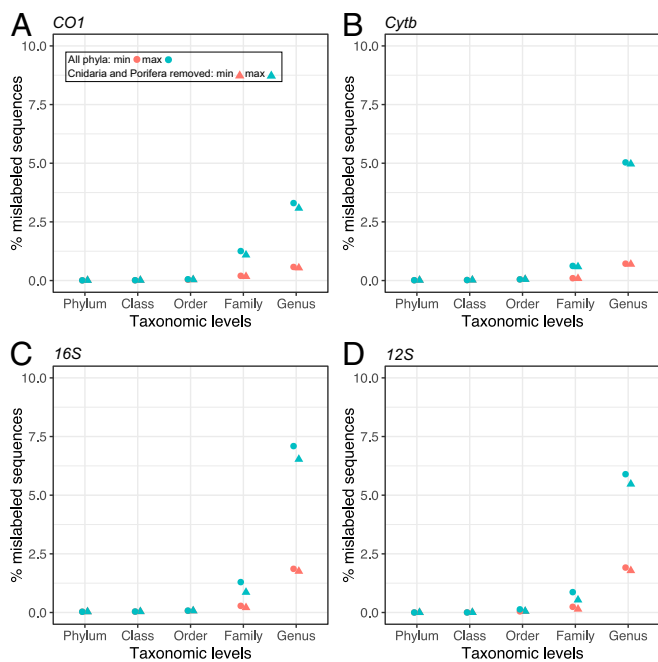 A CO1
10.0
7.5
5.0
2.5
0.0
% mislabeled sequences
All phyla: min max
Cnidaria and Porifera removed: min max
Phylum Class Order Family Genus
Taxonomic levels
B Cytb
10.0
7.5
5.0
2.5
0.0
% mislabeled sequences
Phylum Class Order Family Genus
Taxonomic levels
C 16S
10.0
7.5
5.0
2.5
0.0
% mislabeled sequences
Phylum Class Order Family Genus
Taxonomic levels
D 12S
10.0
7.5
5.0
2.5
0.0
% mislabeled sequences
Phylum Class Order Family Genus
Taxonomic levels